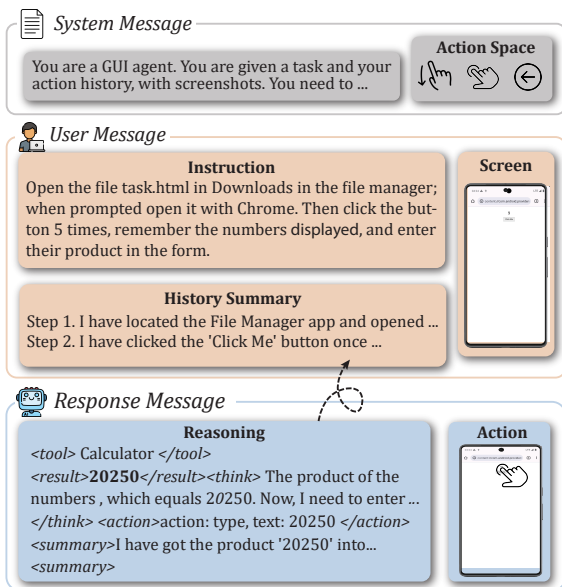 System Message
You are a GUI agent. You are given a task and your
action history, with screenshots. You need to ...
Action Space
User Message
Instruction
Open the file task.html in Downloads in the file manager;
when prompted open it with Chrome. Then click the but-
ton 5 times, remember the numbers displayed, and enter
their product in the form.
Screen
History Summary
Step 1. I have located the File Manager app and opened ...
Step 2. I have clicked the 'Click Me' button once ...
Response Message
Reasoning
<tool> Calculator </tool>
<result>20250</result><think> The product of the
numbers , which equals 20250. Now, I need to enter ...
</think> <action>action: type, text: 20250 </action>
<summary>I have got the product '20250' into...
<summary>
Action